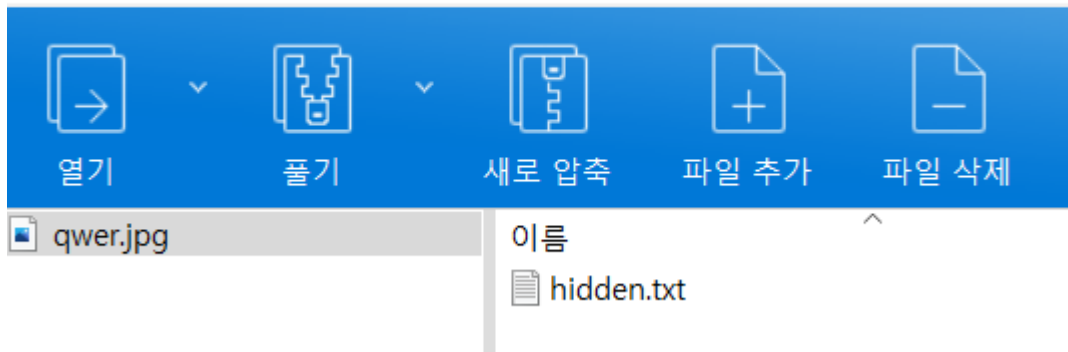 열기 풀기 새로 압축 파일 추가 파일 삭제
qwer.jpg 이름
hidden.txt